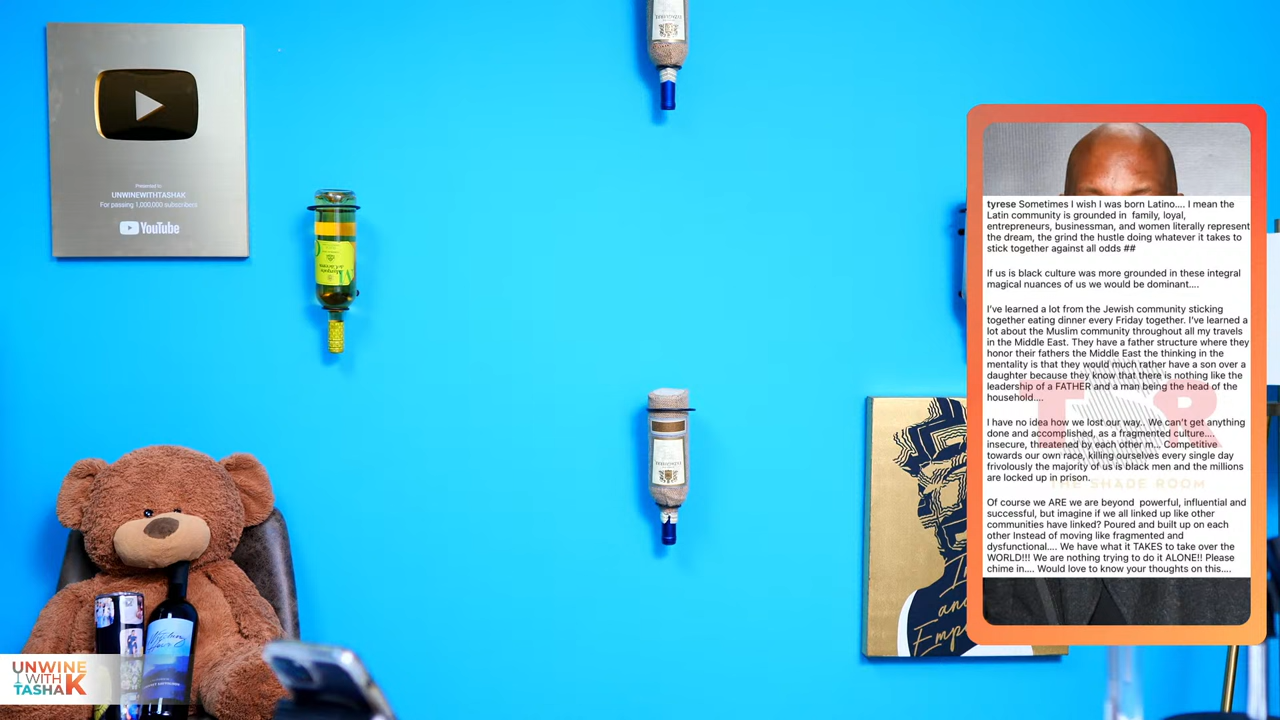 Presented to
UNWINEWITHTASHAK
For passing 1,000,000 subscribers
YouTube
tyrese Sometimes I wish I was born Latino.... I mean the
Latin community is grounded in family, loyal,
entrepreneurs, businessman, and women literally represent
the dream, the grind the hustle doing whatever it takes to
stick together against all odds ##
If us is black culture was more grounded in these integral
magical nuances of us we would be dominant....
I've learned a lot from the Jewish community sticking
together eating dinner every Friday together. I've learned a
lot about the Muslim community throughout all my travels
in the Middle East. They have a father structure where they
honor their fathers the Middle East the thinking in the
mentality is that they would much rather have a son over a
daughter because they know that there is nothing like the
leadership of a FATHER and a man being the head of the
household....
I have no idea how we lost our way.. We can't get anything
done and accomplished, as a fragmented culture....
insecure, threatened by each other m... Competitive
towards our own race, killing ourselves every single day
frivolously the majority of us is black men and the millions
are locked up in prison.
Of course we ARE we are beyond powerful, influential and
successful, but imagine if we all linked up like other
communities have linked? Poured and built up on each
other Instead of moving like fragmented and
dysfunctional.... We have what it TAKES to take over the
WORLD!!! We are nothing trying to do it ALONE!! Please
chime in.... Would love to know your thoughts on this....
TSR
THE SHADE ROOM
and
UNWINE
WITH
TASHA K